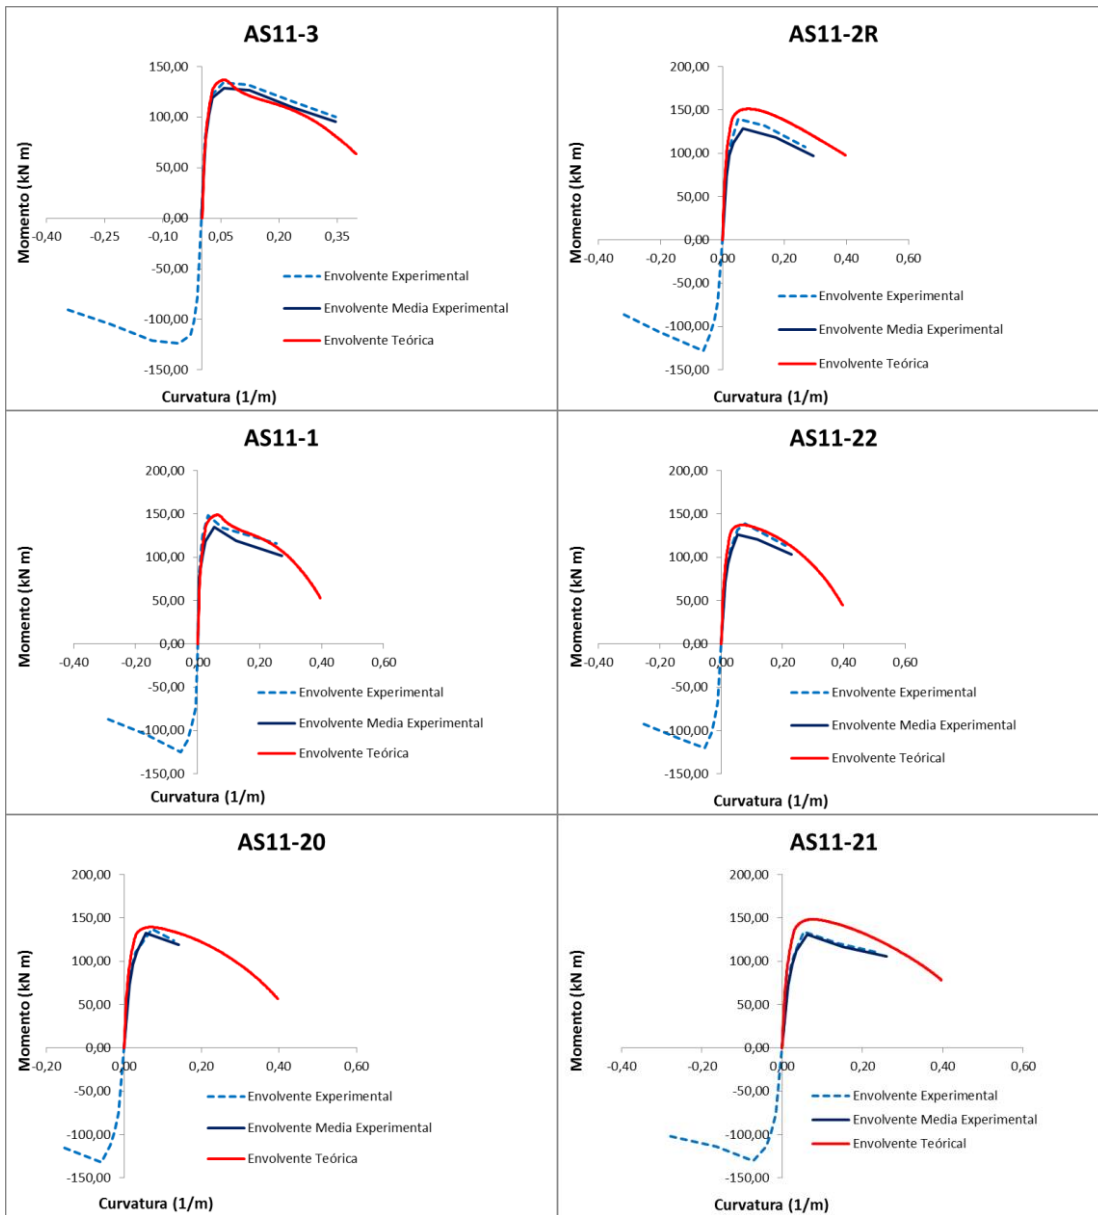 AS11-3
Momento (kN m)
150,00
100,00
50,00
0,00
-0,40
-0,25
-0,10
0,05
0,20
0,35
-50,00
-100,00
-150,00
Envolvente Experimental
Envolvente Media Experimental
Envolvente Teórica
Curvatura (1/m)
AS11-2R
Momento (kN m)
200,00
150,00
100,00
50,00
0,00
-0,40
-0,20
0,00
0,20
0,40
0,60
-50,00
-100,00
-150,00
Envolvente Experimental
Envolvente Media Experimental
Envolvente Teórica
Curvatura (1/m)
AS11-1
Momento (kN m)
200,00
150,00
100,00
50,00
0,00
-0,40
-0,20
0,00
0,20
0,40
0,60
-50,00
-100,00
-150,00
Envolvente Experimental
Envolvente Media Experimental
Envolvente Teórica
Curvatura (1/m)
AS11-22
Momento (kN m)
200,00
150,00
100,00
50,00
0,00
-0,40
-0,20
0,00
0,20
0,40
0,60
-50,00
-100,00
-150,00
Envolvente Experimental
Envolvente Media Experimental
Envolvente Teórical
Curvatura (1/m)
AS11-20
Momento (kN m)
200,00
150,00
100,00
50,00
0,00
-0,20
0,00
0,20
0,40
0,60
-50,00
-100,00
-150,00
Envolvente Experimental
Envolvente Media Experimental
Envolvente Teórica
Curvatura (1/m)
AS11-21
Momento (kN m)
200,00
150,00
100,00
50,00
0,00
-0,40
-0,20
0,00
0,20
0,40
0,60
-50,00
-100,00
-150,00
Envolvente Experimental
Envolvente Media Experimental
Envolvente Teórical
Curvatura (1/m)